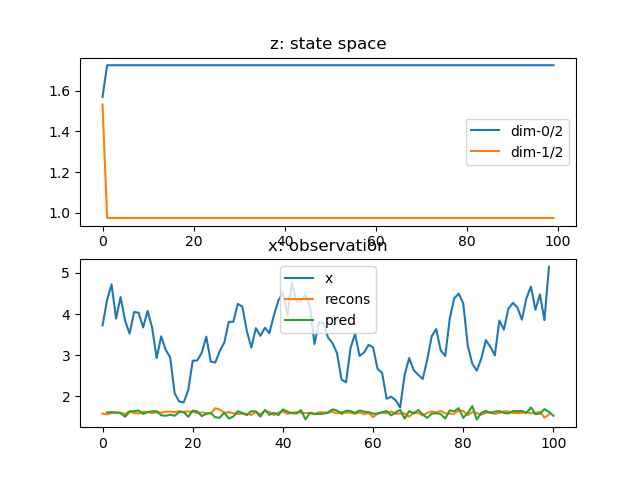 z: state space
1.6
1.4
1.2
1.0
dim-0/2
dim-1/2
0 20 40 60 80 100
x: observation
5
4
3
2
x
recons
pred
0 20 40 60 80 100